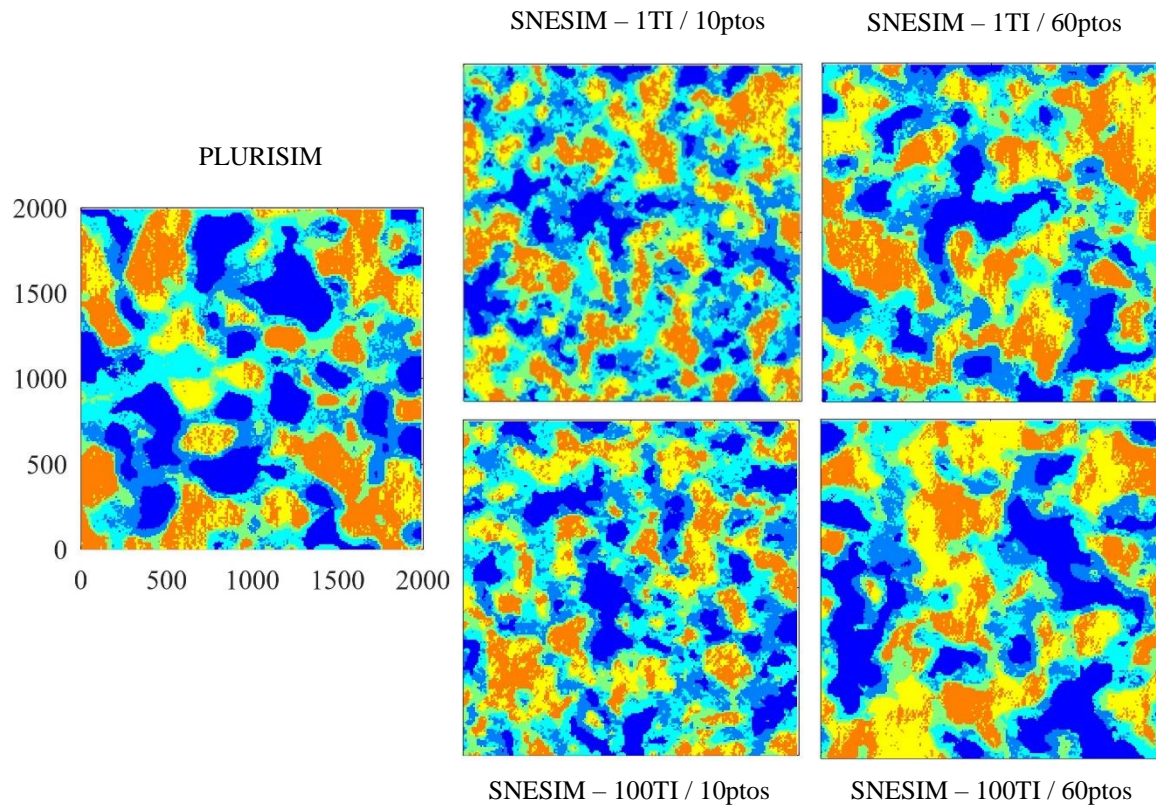 SNESIM – 1TI / 10ptos
SNESIM – 1TI / 60ptos
PLURISIM
2000
1500
1000
500
0
0 500 1000 1500 2000
SNESIM – 100TI / 10ptos
SNESIM – 100TI / 60ptos